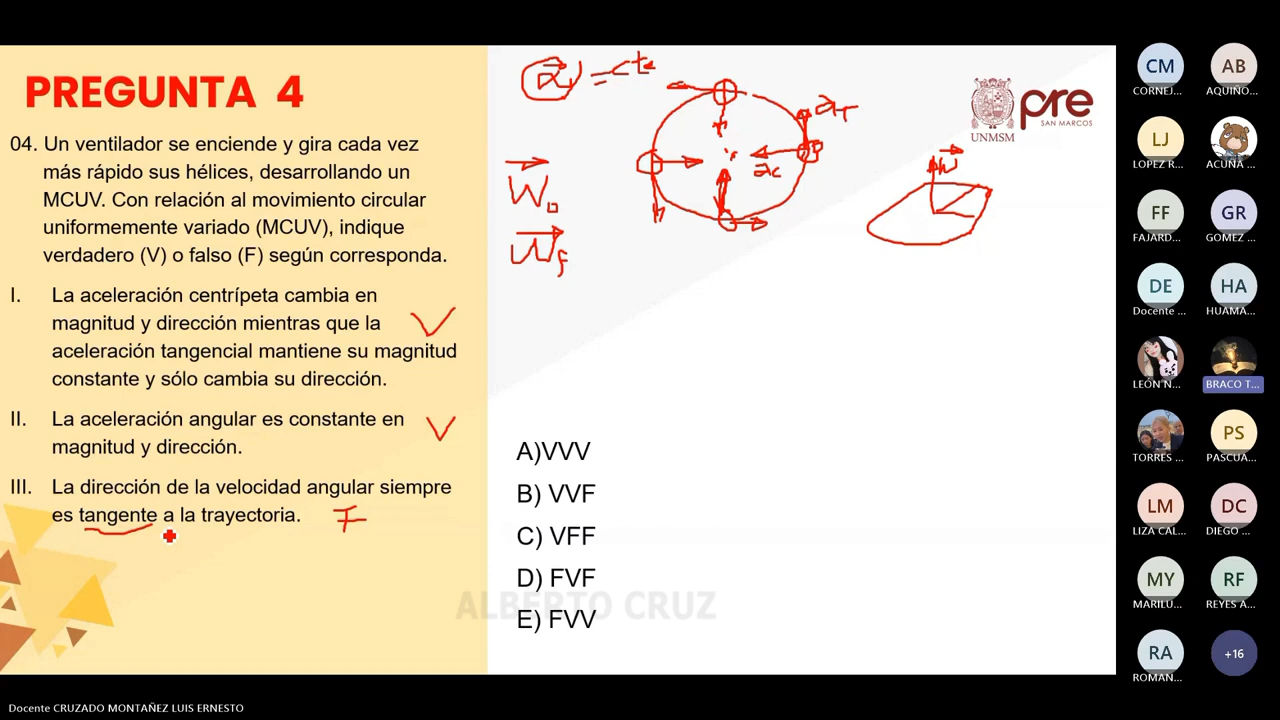 PREGUNTA 4
04. Un ventilador se enciende y gira cada vez
más rápido sus hélices, desarrollando un
MCUV. Con relación al movimiento circular
uniformemente variado (MCUV), indique
verdadero (V) o falso (F) según corresponda.
I. La aceleración centrípeta cambia en
magnitud y dirección mientras que la
aceleración tangencial mantiene su magnitud
constante y sólo cambia su dirección.
V
II. La aceleración angular es constante en
magnitud y dirección.
V
III. La dirección de la velocidad angular siempre
es tangente a la trayectoria.
F
α = cte
W₀
Wf
aT
ac
r
W
UNMSM
pre
SAN MARCOS
A)VVV
B) VVF
C) VFF
D) FVF
E) FVV
ALBERTO CRUZ
CM
CORNEJ...
AB
AQUIÑO...
LJ
LOPEZ R...
ACUÑA ...
FF
FAJARD...
GR
GOMEZ ...
DE
Docente ...
HA
HUAMA...
LEÓN N...
BRACO T...
TORRES ...
PS
PASCUA...
LM
LIZA CAL...
DC
DIEGO ...
MY
MARILÚ...
RF
REYES A...
RA
ROMAN...
+16
Docente CRUZADO MONTAÑEZ LUIS ERNESTO